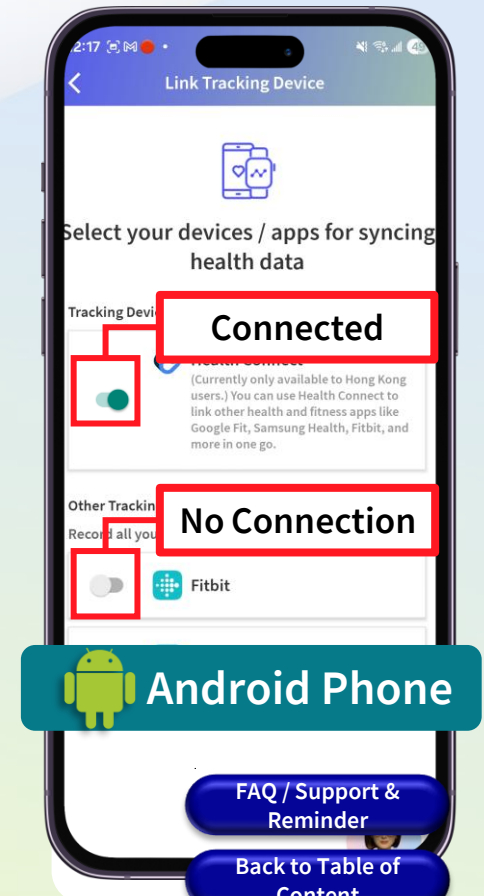 2:17
Link Tracking Device
Select your devices / apps for syncing
health data
Tracking
Connected
Health Connect
(Currently only available to Hong Kong
users.) You can use Health Connect to
link other health and fitness apps like
Google Fit, Samsung Health, Fitbit, and
more in one go.
Other
No Connection
Record all
Fitbit
Android Phone
FAQ / Support &
Reminder
Back to Table of
Content